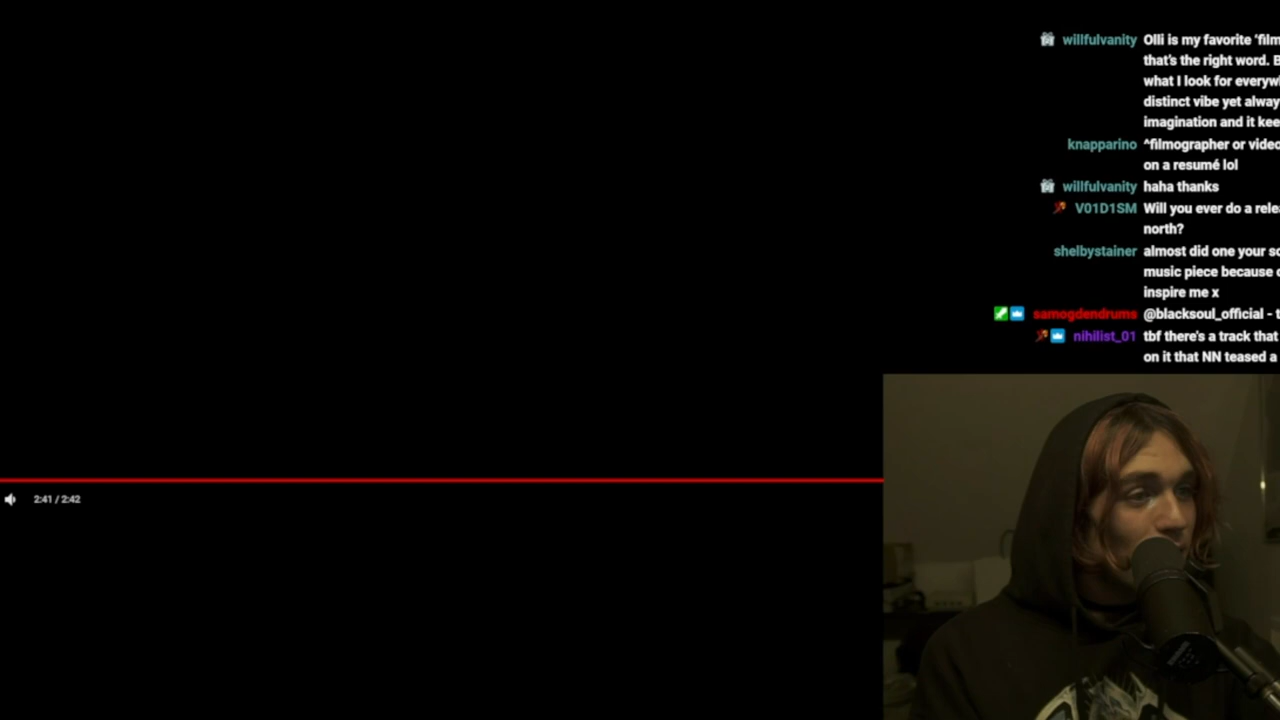 willfulvanity Olli is my favorite 'film
that's the right word. B
what I look for everywh
distinct vibe yet alway
imagination and it kee
knapparino ^filmographer or video
on a resumé lol
willfulvanity haha thanks
V01D1SM Will you ever do a rele
north?
shelbystainer almost did one your so
music piece because o
inspire me x
samogdendrums @blacksoul_official - t
nihilist_01 tbf there's a track that
on it that NN teased a
2:41 / 2:42